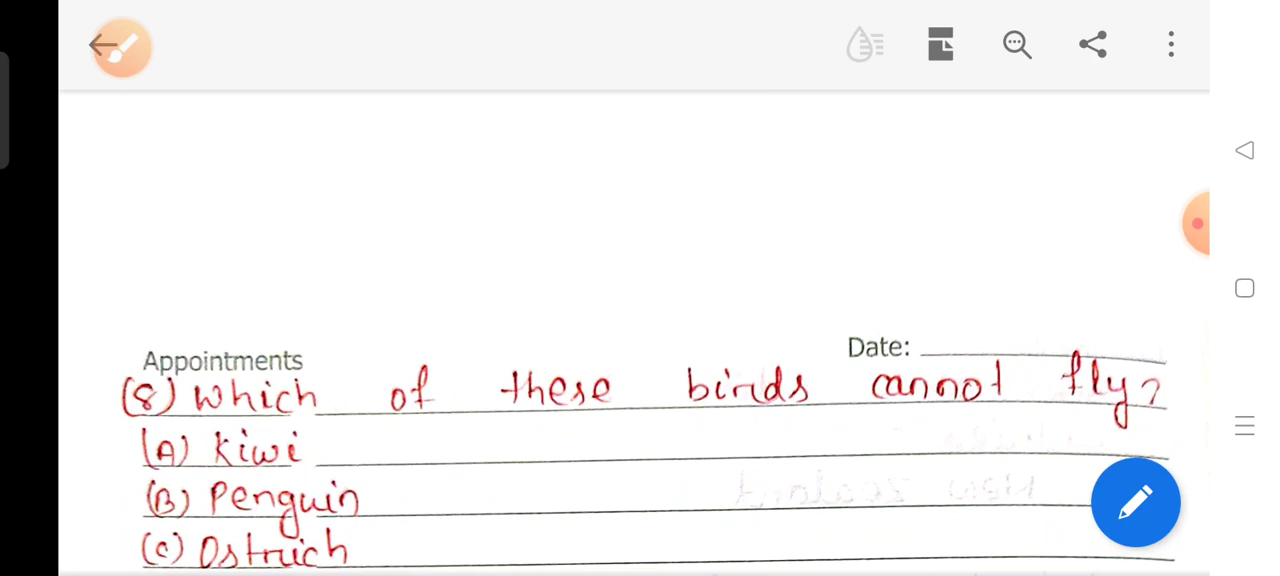 Appointments
Date:
(8) Which of these birds cannot fly?
(A) Kiwi
(B) Penguin
(C) Ostrich